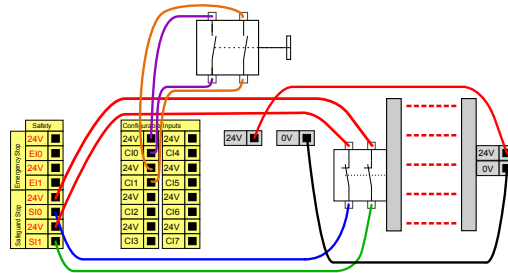 Safety
Emergency Stop
24V
EI0
24V
EI1
Safeguard Stop
24V
SI0
24V
SI1
Configurable Inputs
24V 24V
CI0 CI4
24V 24V
CI1 CI5
24V 24V
CI2 CI6
24V 24V
CI3 CI7
24V 0V
24V
0V